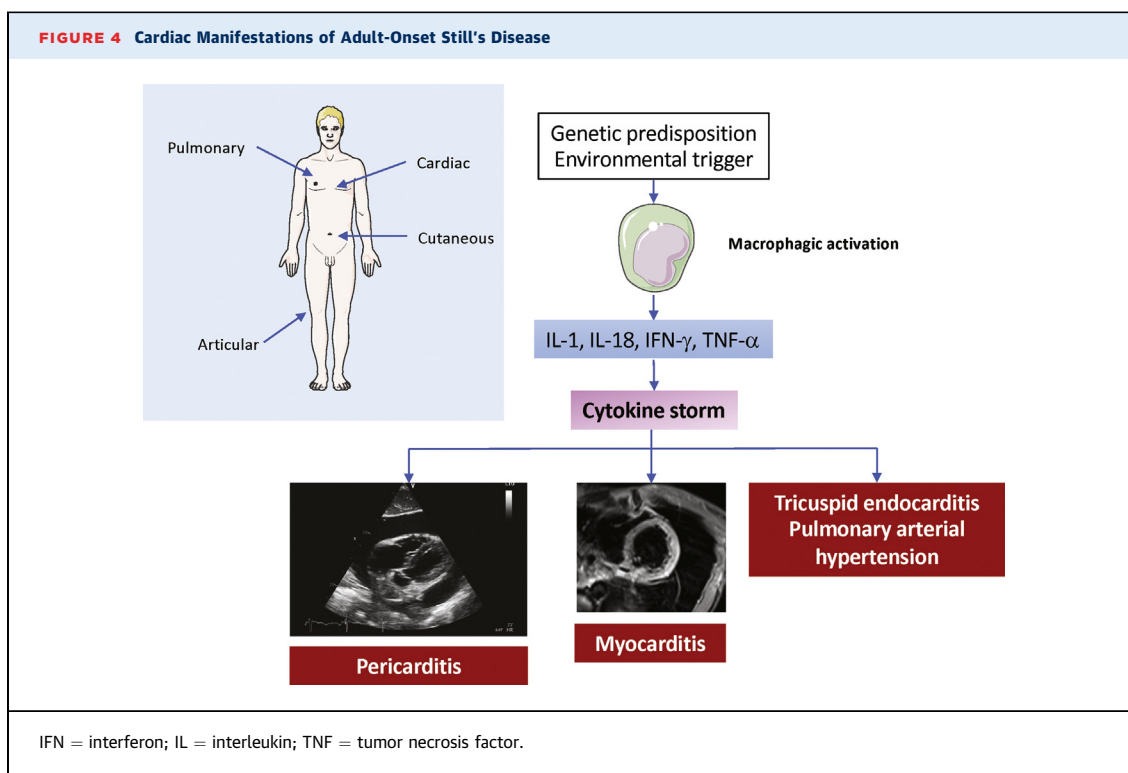 FIGURE 4 Cardiac Manifestations of Adult-Onset Still's Disease
Pulmonary
Cardiac
Cutaneous
Articular
Genetic predisposition
Environmental trigger
Macrophagic activation
IL-1, IL-18, IFN-γ, TNF-α
Cytokine storm
V
Pericarditis
Myocarditis
Tricuspid endocarditis
Pulmonary arterial
hypertension
IFN = interferon; IL = interleukin; TNF = tumor necrosis factor.